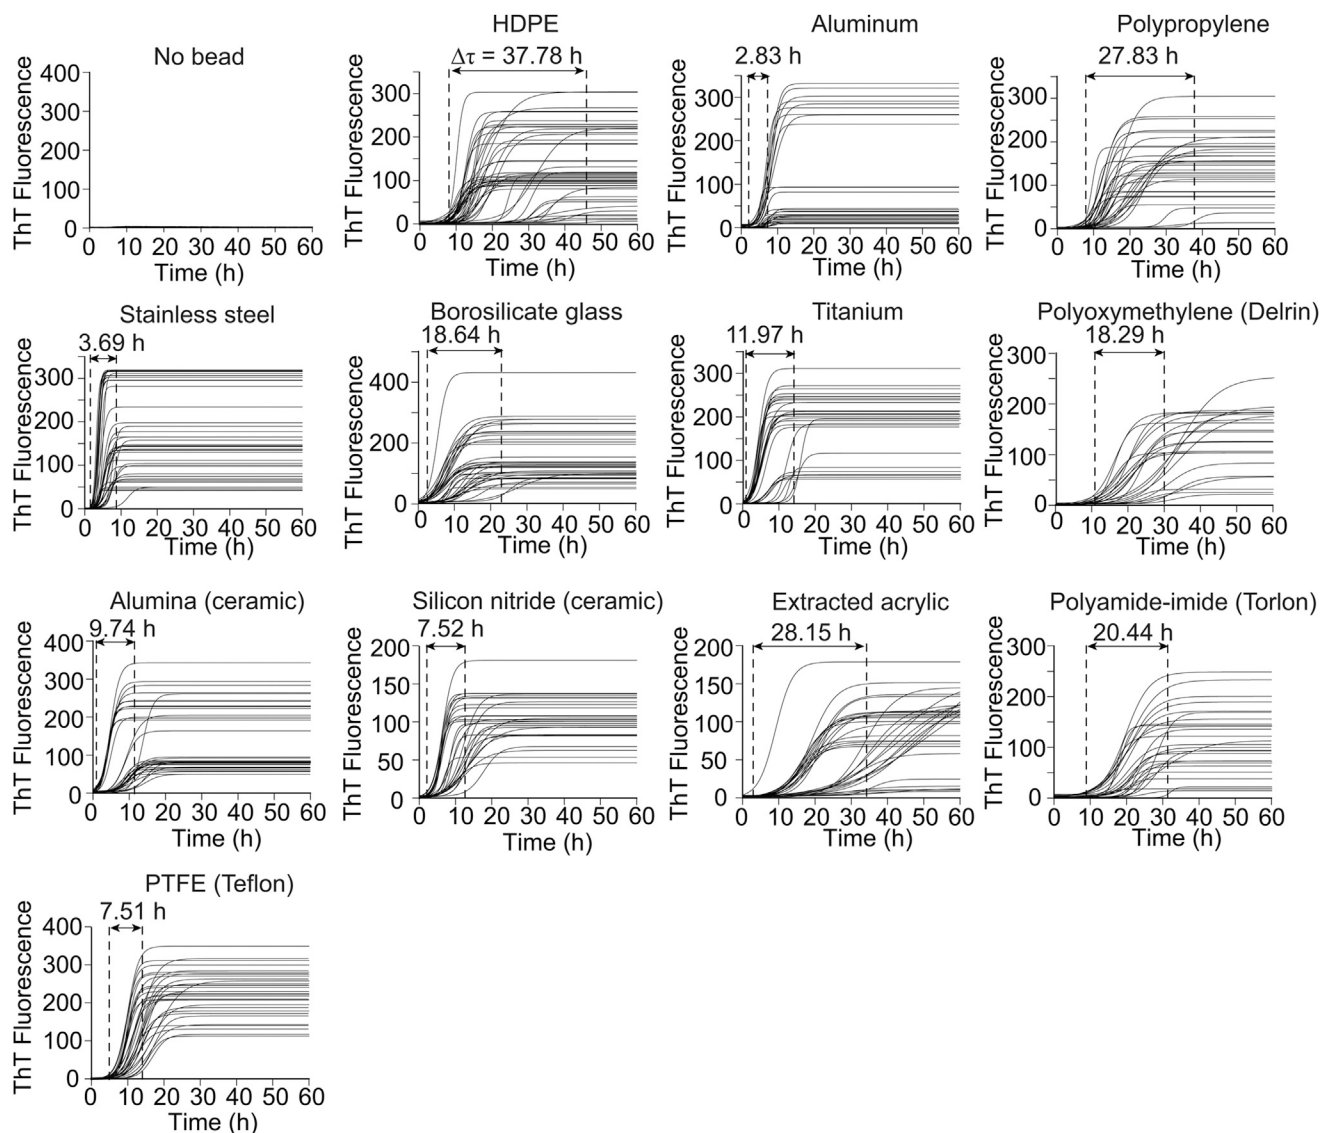 No bead
400
300
200
100
0
ThT Fluorescence
0 10 20 30 40 50 60
Time (h)
HDPE
Δτ = 37.78 h
300
200
100
0
ThT Fluorescence
0 10 20 30 40 50 60
Time (h)
Aluminum
2.83 h
300
200
100
0
ThT Fluorescence
0 10 20 30 40 50 60
Time (h)
Polypropylene
27.83 h
300
200
100
0
ThT Fluorescence
0 10 20 30 40 50 60
Time (h)
Stainless steel
3.69 h
300
200
100
0
ThT Fluorescence
0 10 20 30 40 50 60
Time (h)
Borosilicate glass
18.64 h
400
200
0
ThT Fluorescence
0 10 20 30 40 50 60
Time (h)
Titanium
11.97 h
300
200
100
0
ThT Fluorescence
0 10 20 30 40 50 60
Time (h)
Polyoxymethylene (Delrin)
18.29 h
300
200
100
0
ThT Fluorescence
0 10 20 30 40 50 60
Time (h)
Alumina (ceramic)
9.74 h
400
300
200
100
0
ThT Fluorescence
0 10 20 30 40 50 60
Time (h)
Silicon nitride (ceramic)
7.52 h
200
150
100
50
0
ThT Fluorescence
0 10 20 30 40 50 60
Time (h)
Extracted acrylic
28.15 h
200
150
100
50
0
ThT Fluorescence
0 10 20 30 40 50 60
Time (h)
Polyamide-imide (Torlon)
20.44 h
300
200
100
0
ThT Fluorescence
0 10 20 30 40 50 60
Time (h)
PTFE (Teflon)
7.51 h
400
300
200
100
0
ThT Fluorescence
0 10 20 30 40 50 60
Time (h)